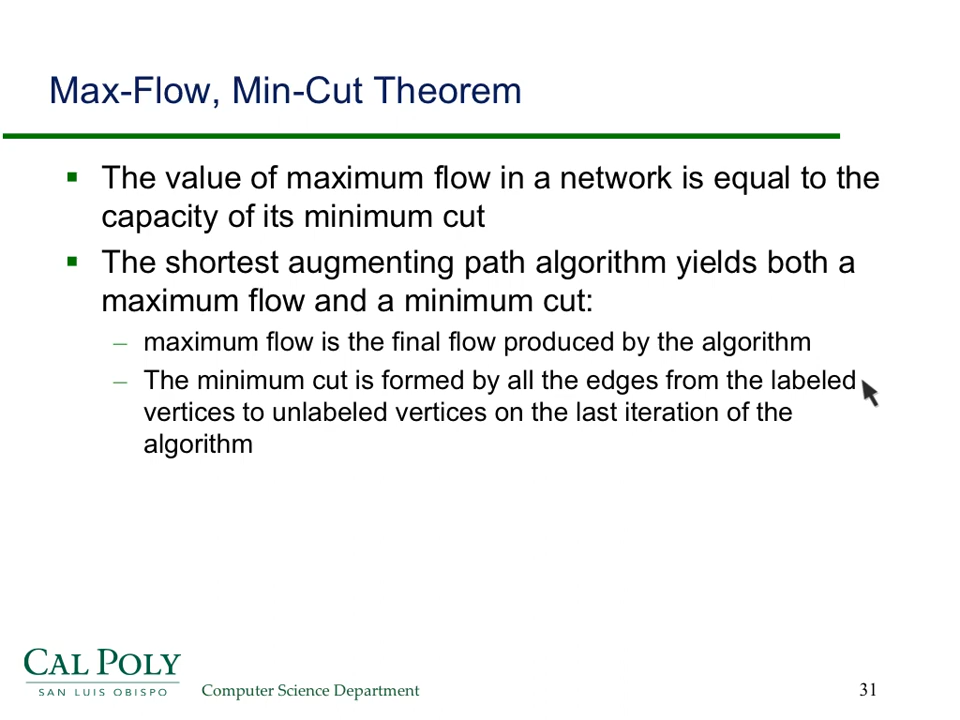 Max-Flow, Min-Cut Theorem
The value of maximum flow in a network is equal to the
capacity of its minimum cut
The shortest augmenting path algorithm yields both a
maximum flow and a minimum cut:
– maximum flow is the final flow produced by the algorithm
– The minimum cut is formed by all the edges from the labeled
vertices to unlabeled vertices on the last iteration of the
algorithm
CAL POLY
SAN LUIS OBISPO
Computer Science Department
31